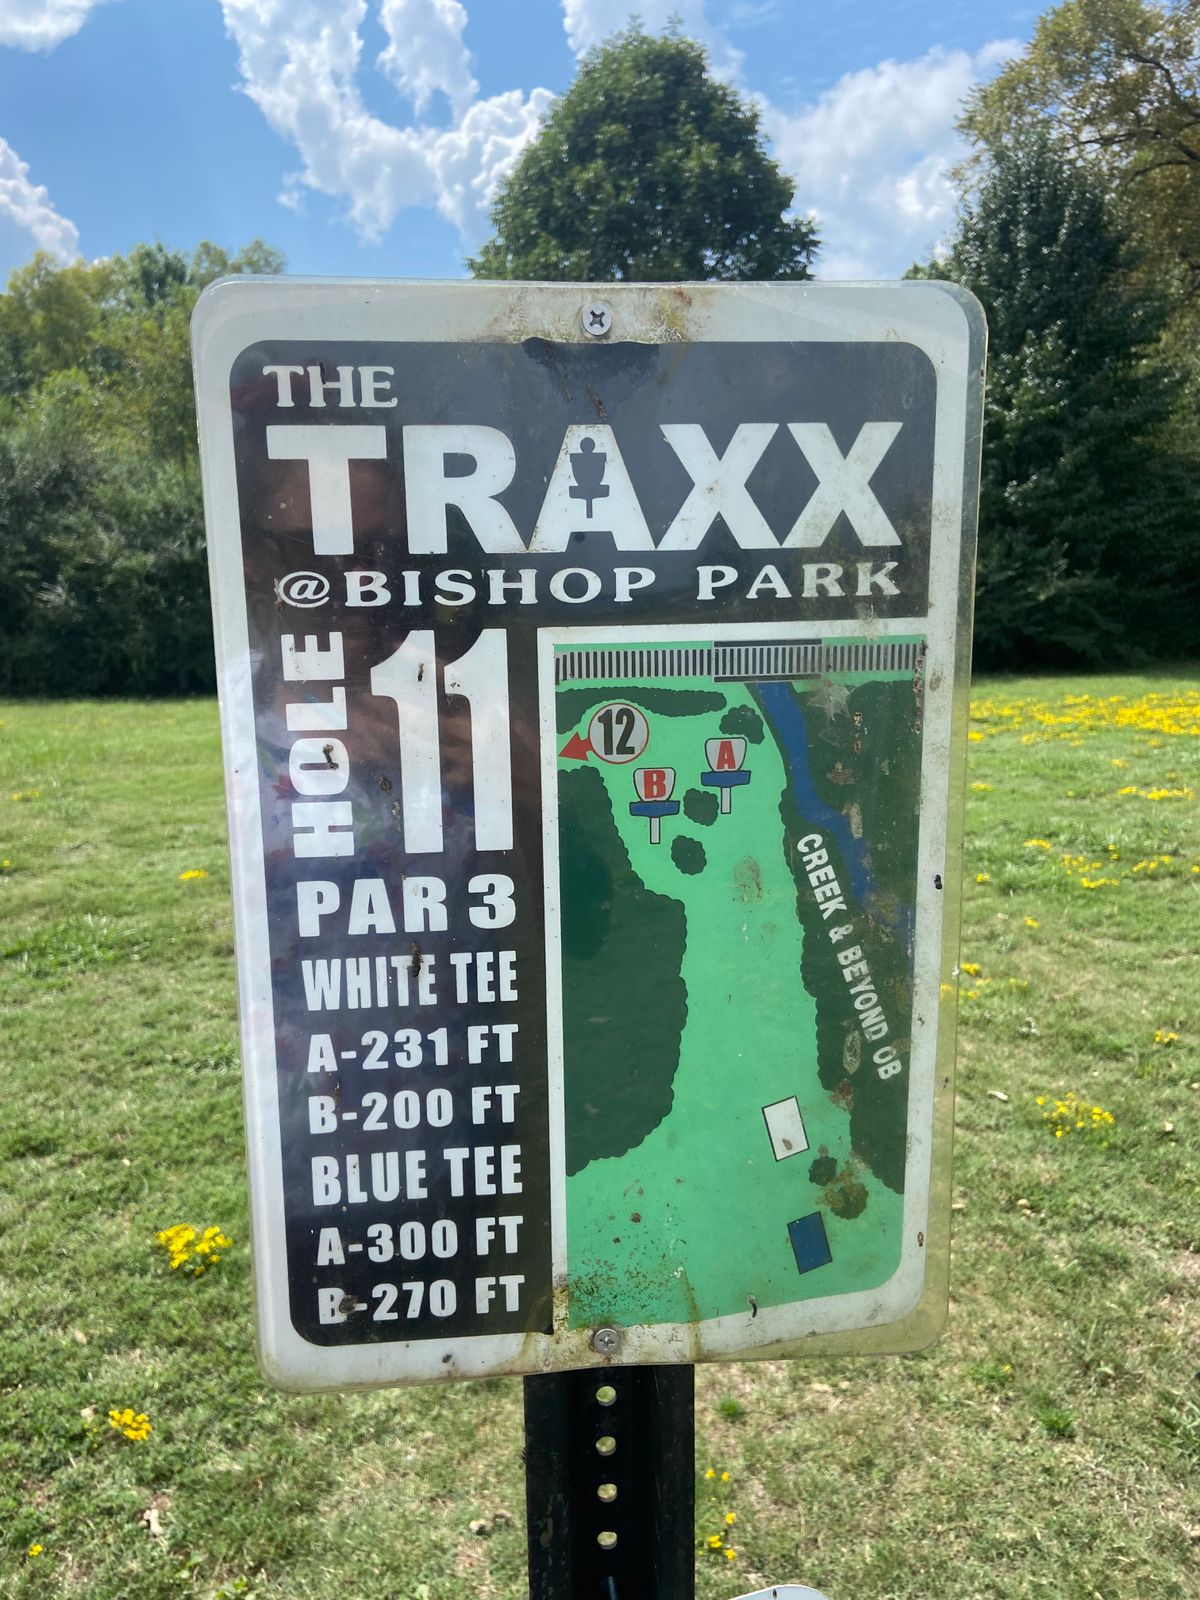 THE
TRAXX
@ BISHOP PARK
HOLE 11
PAR 3
WHITE TEE
A-231 FT
B-200 FT
BLUE TEE
A-300 FT
B-270 FT
12
A
B
CREEK & BEYOND OB